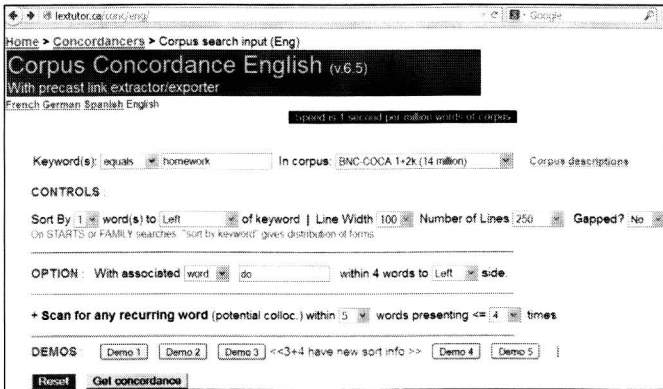 lextutor.ca/conc/eng/ Google
Home > Concordancers > Corpus search input (Eng)
Corpus Concordance English (v.6.5)
With precast link extractor/exporter
French German Spanish English
Speed is 1 second per million words of corpus
Keyword(s): equals homework In corpus: BNC-COCA 1+2k (14 million) Corpus descriptions
CONTROLS
Sort By 1 word(s) to Left of keyword | Line Width 100 Number of Lines 250 Gapped? No
On STARTS or FAMILY searches, "sort by keyword" gives distribution of forms
OPTION : With associated word do within 4 words to Left side.
+ Scan for any recurring word (potential colloc.) within 5 words presenting <= 4 times
DEMOS : Demo 1 Demo 2 Demo 3 <<3+4 have new sort info >> Demo 4 Demo 5 |
Reset Get concordance